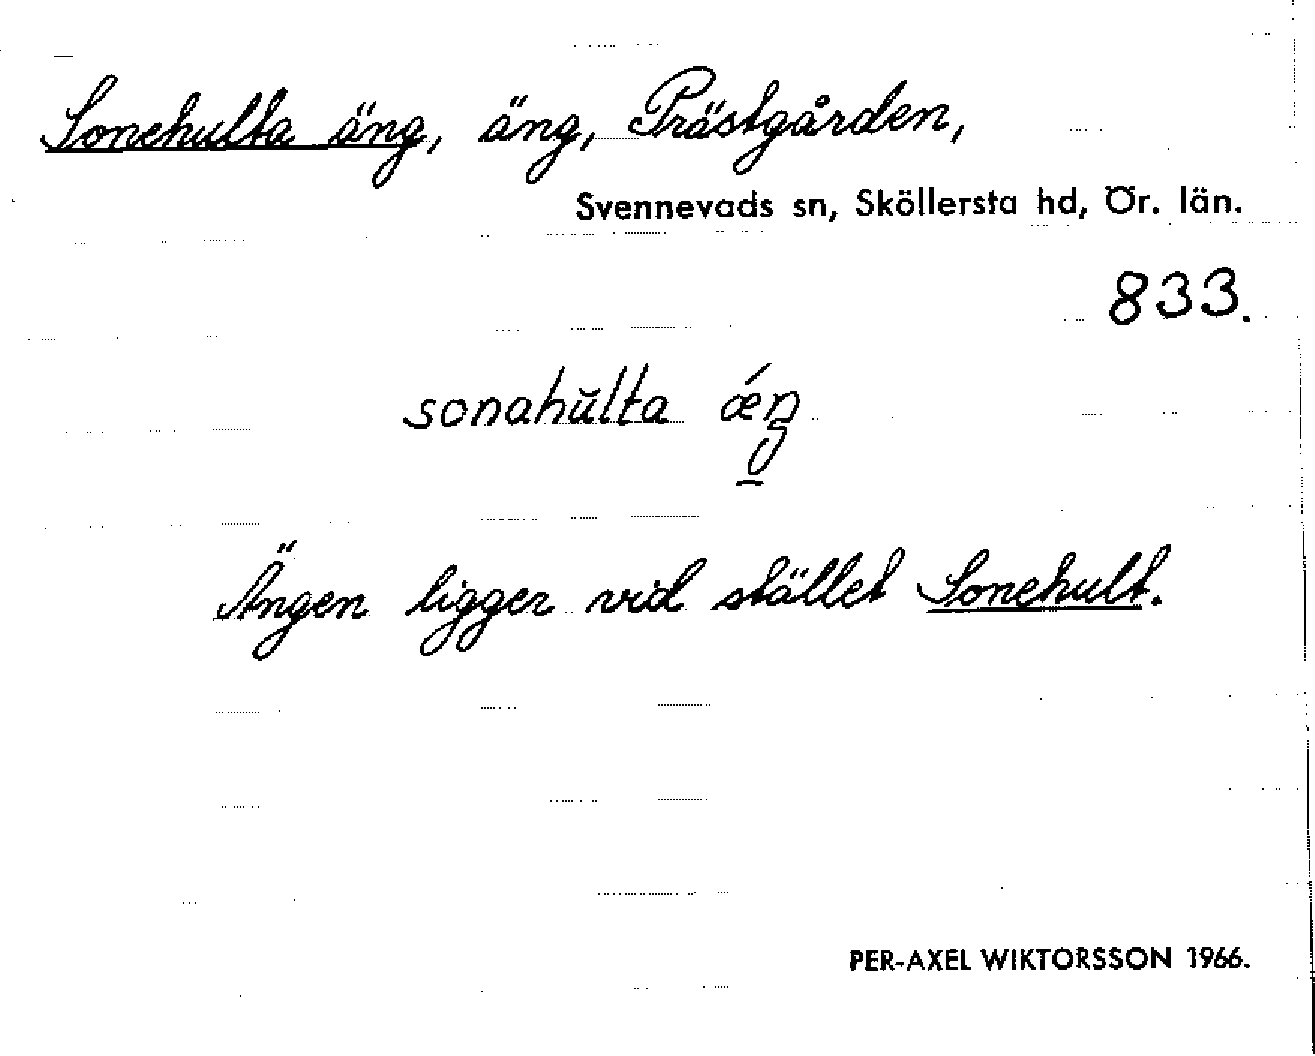 Sonehulta äng, äng, Prästgården,
Svennevads sn, Sköllersta hd, Ör. län.
833.
sonahŭlta ǽŋ
Ängen ligger vid stället Sonehult.
PER-AXEL WIKTORSSON 1966.